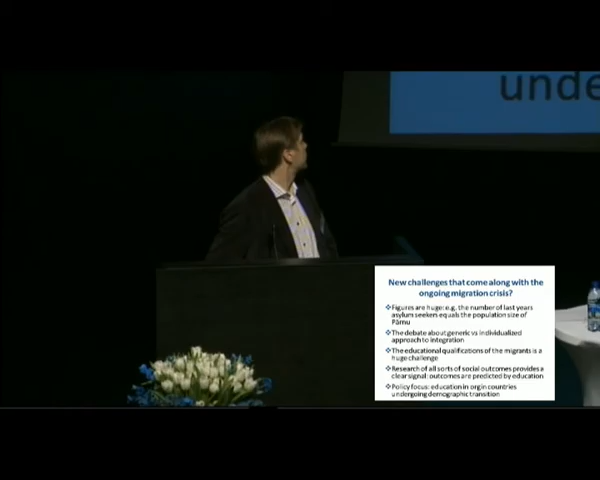 unde
New challenges that come along with the
ongoing migration crisis?
Figures are huge: e.g. the number of last years
asylum seekers equals the population size of
Pärnu
The debate about generic vs individualized
approach to integration
The educational qualifications of the migrants is a
huge challenge
Research of all sorts of social outcomes provides a
clear signal: outcomes are predicted by education
Policy focus: education in orgin countries
undergoing demographic transition